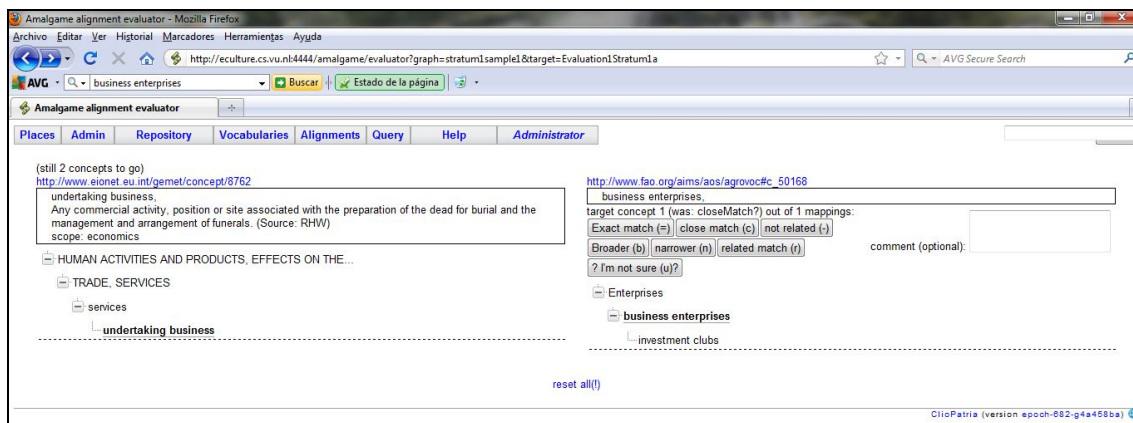 Amalgame alignment evaluator - Mozilla Firefox
Archivo Editar Ver Historial Marcadores Herramientas Ayuda
http://eculture.cs.vu.nl:4444/amalgame/evaluator?graph=stratum1sample1&target=Evaluation1Stratum1a
AVG Secure Search
AVG business enterprises Buscar Estado de la página
Amalgame alignment evaluator
Places Admin Repository Vocabularies Alignments Query Help Administrator
(still 2 concepts to go)
http://www.eionet.eu.int/gemet/concept/8762
undertaking business,
Any commercial activity, position or site associated with the preparation of the dead for burial and the
management and arrangement of funerals. (Source: RHW)
scope: economics
HUMAN ACTIVITIES AND PRODUCTS, EFFECTS ON THE...
TRADE, SERVICES
services
undertaking business
http://www.fao.org/aims/aos/agrovoc#c_50168
business enterprises,
target concept 1 (was: closeMatch?) out of 1 mappings:
Exact match (=) close match (c) not related (-)
Broader (b) narrower (n) related match (r)
? I'm not sure (u)?
comment (optional):
Enterprises
business enterprises
investment clubs
reset all(!)
ClioPatria (version epoch-682-g4a458ba)